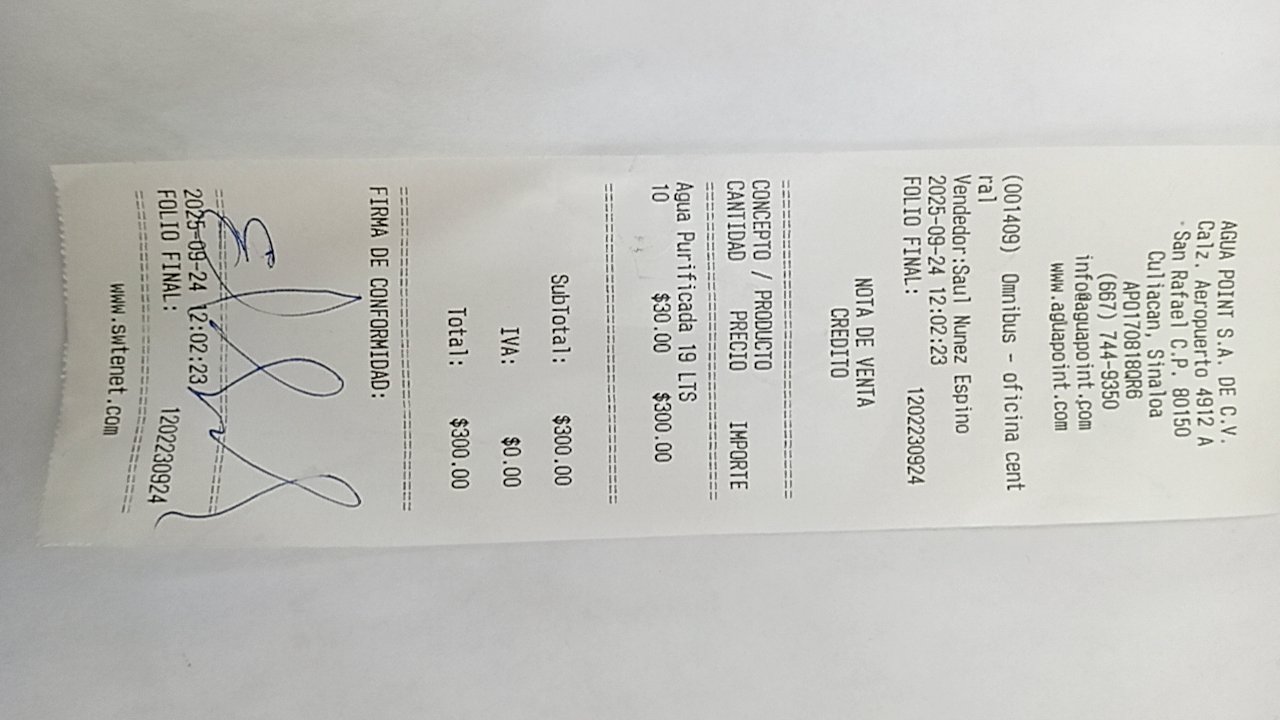 AGUA POINT S.A. DE C.V.
Calz. Aeropuerto 4912 A
San Rafael C.P. 80150
Culiacan, Sinaloa
APO170818QR6
(667) 744-9350
info@aguapoint.com
www.aguapoint.com
NOTA DE VENTA
CREDITO
(001409) Omnibus - oficina cent
ral
Vendedor:Saul Nunez Espino
2025-09-24 12:02:23
FOLIO FINAL: 1202230924
===============================
CONCEPTO / PRODUCTO
CANTIDAD PRECIO IMPORTE
===============================
Agua Purificada 19 LTS
10 $30.00 $300.00
===============================
SubTotal: $300.00
IVA: $0.00
Total: $300.00
===============================
FIRMA DE CONFORMIDAD:
===============================
2025-09-24 12:02:23
FOLIO FINAL: 1202230924
===============================
www.swtenet.com